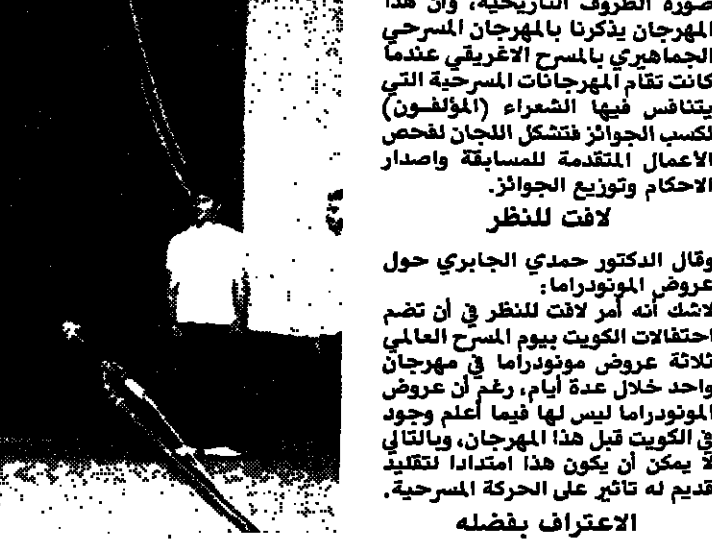 صورة الظروف التاريخية، وأن هذا
المهرجان يذكرنا بالمهرجان المسرحي
الجماهيري بالمسرح الاغريقي عندما
كانت تقام المهرجانات المسرحية التي
يتنافس فيها الشعراء (المؤلفون)
لكسب الجوائز فتشكل اللجان لفحص
الأعمال المتقدمة للمسابقة واصدار
الاحكام وتوزيع الجوائز.
لافت للنظر
وقال الدكتور حمدي الجابري حول
عروض المونودراما:
لاشك أنه أمر لافت للنظر في أن تضم
احتفالات الكويت بيوم المسرح العالمي
ثلاثة عروض مونودراما في مهرجان
واحد خلال عدة أيام، رغم أن عروض
المونودراما ليس لها فيما أعلم وجود
في الكويت قبل هذا المهرجان، وبالتالي
لا يمكن أن يكون هذا امتدادا لتقليد
قديم له تأثير على الحركة المسرحية.
الاعتراف بفضله